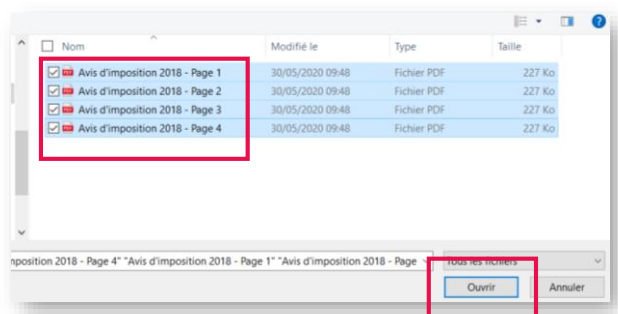 Nom Modifié le Type Taille
Avis d'imposition 2018 - Page 1 30/05/2020 09:48 Fichier PDF 227 Ko
Avis d'imposition 2018 - Page 2 30/05/2020 09:48 Fichier PDF 227 Ko
Avis d'imposition 2018 - Page 3 30/05/2020 09:48 Fichier PDF 227 Ko
Avis d'imposition 2018 - Page 4 30/05/2020 09:48 Fichier PDF 227 Ko
nposition 2018 - Page 4" "Avis d'imposition 2018 - Page 1" "Avis d'imposition 2018 - Page Tous les fichiers
Ouvrir Annuler